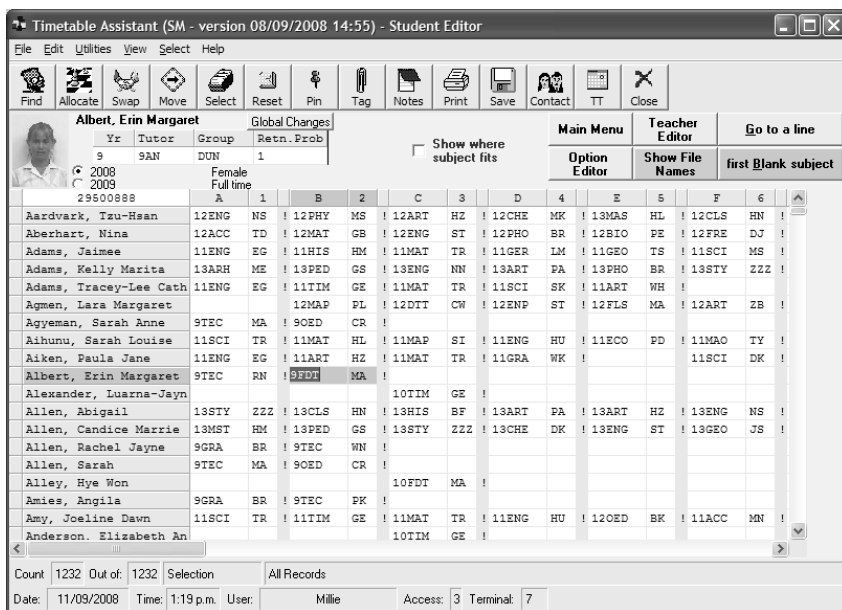 Timetable Assistant (SM - version 08/09/2008 14:55) - Student Editor
File Edit Utilities View Select Help
Find Allocate Swap Move Select Reset Pin Tag Notes Print Save Contact TT Close
Albert, Erin Margaret Global Changes
Yr Tutor Group Retn.Prob
9 9AN DUN 1
2008 Female
2009 Full time
Show where subject fits
Main Menu Teacher Editor Go to a line
Option Editor Show File Names first Blank subject
29500888 A 1 B 2 C 3 D 4 E 5 F 6
Aardvark, Tzu-Hsan 12ENG NS ! 12PHY MS ! 12ART HZ ! 12CHE MK ! 13MAS HL ! 12CLS HN !
Aberhart, Nina 12ACC TD ! 12MAT GB ! 12ENG ST ! 12PHO BR ! 12BIO PE ! 12FRE DJ !
Adams, Jaimee 11ENG EG ! 11HIS HM ! 11MAT TR ! 11GER LM ! 11GEO TS ! 11SCI MS !
Adams, Kelly Marita 13ARH ME ! 13PED GS ! 13ENG NN ! 13ART PA ! 13PHO BR ! 13STY ZZZ !
Adams, Tracey-Lee Cath 11ENG EG ! 11TIM GE ! 11MAT TR ! 11SCI SK ! 11ART WH !
Agmen, Lara Margaret 12MAP PL ! 12DTT CW ! 12ENP ST ! 12FLS MA ! 12ART ZB !
Agyeman, Sarah Anne 9TEC MA ! 9OED CR !
Aihunu, Sarah Louise 11SCI TR ! 11MAT HL ! 11MAP SI ! 11ENG HU ! 11ECO PD ! 11MAO TY !
Aiken, Paula Jane 11ENG EG ! 11ART HZ ! 11MAT TR ! 11GRA WK ! 11SCI DK !
Albert, Erin Margaret 9TEC RN ! 9FDT MA !
Alexander, Luarna-Jayn 10TIM GE !
Allen, Abigail 13STY ZZZ ! 13CLS HN ! 13HIS BF ! 13ART PA ! 13ART HZ ! 13ENG NS !
Allen, Candice Marrie 13MST HM ! 13PED GS ! 13STY ZZZ ! 13CHE DK ! 13ENG ST ! 13GEO JS !
Allen, Rachel Jayne 9GRA BR ! 9TEC WN !
Allen, Sarah 9TEC MA ! 9OED CR !
Alley, Hye Won 10FDT MA !
Amies, Angila 9GRA BR ! 9TEC PK !
Amy, Joeline Dawn 11SCI TR ! 11TIM GE ! 11MAT TR ! 11ENG HU ! 12OED BK ! 11ACC MN !
Anderson, Elizabeth An 10TIM GE !
Count 1232 Out of: 1232 Selection All Records
Date: 11/09/2008 Time: 1:19 p.m. User: Millie Access: 3 Terminal: 7